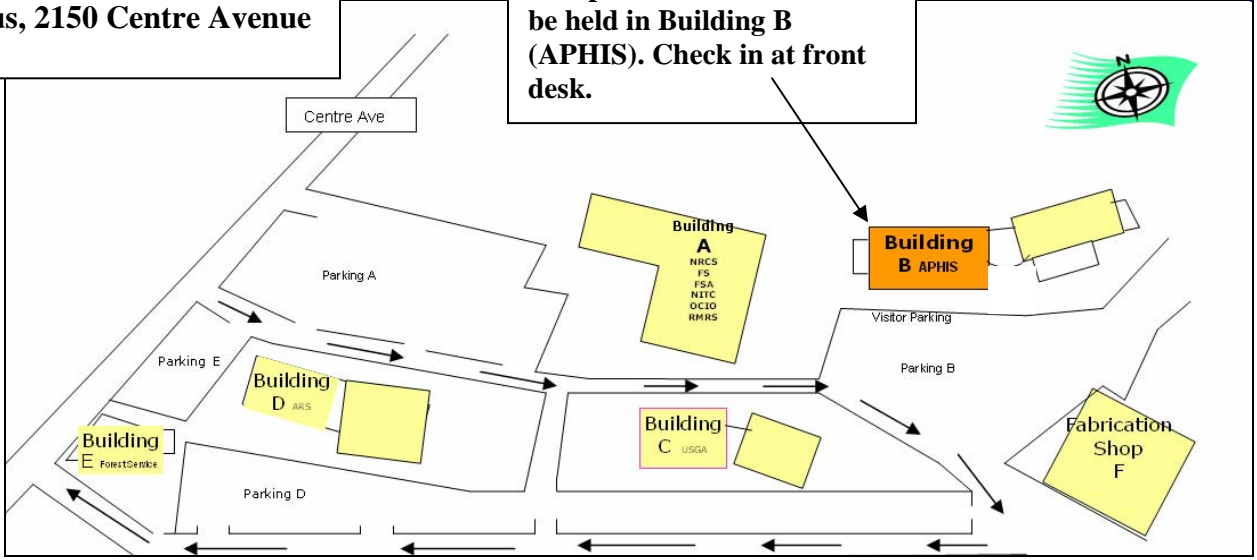 us, 2150 Centre Avenue
be held in Building B
(APHIS). Check in at front
desk.
N
Centre Ave
Building
A
NRCS
FS
FSA
NITC
OCIO
RMRS
Building
B APHIS
Parking A
Visitor Parking
Parking E
Parking B
Building
D ARS
Building
C USGA
Fabrication
Shop
F
Building
E ForestService
Parking D